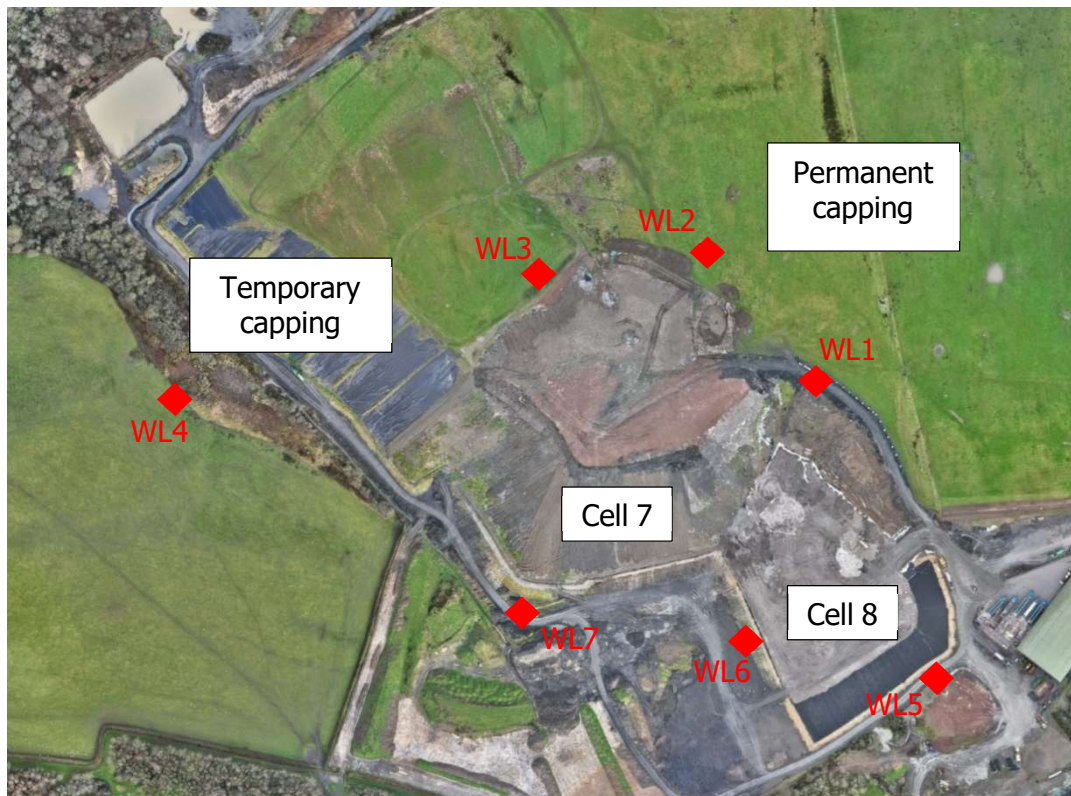 Permanent
capping
WL2
WL3
Temporary
capping
WL1
WL4
Cell 7
Cell 8
WL7
WL6
WL5